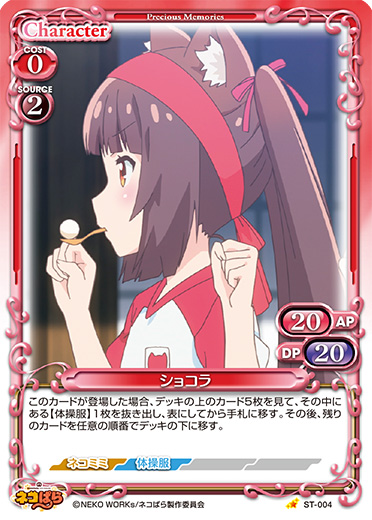 Precious Memories
Character
COST
0
SOURCE
2
20 AP
DP 20
ショコラ
このカードが登場した場合、デッキの上のカード5枚を見て、その中に
ある【体操服】1枚を抜き出し、表にしてから手札に移す。その後、残り
のカードを任意の順番でデッキの下に移す。
ネコミミ 体操服
ネコぱら
©NEKO WORKs/ネコぱら製作委員会
ST-004